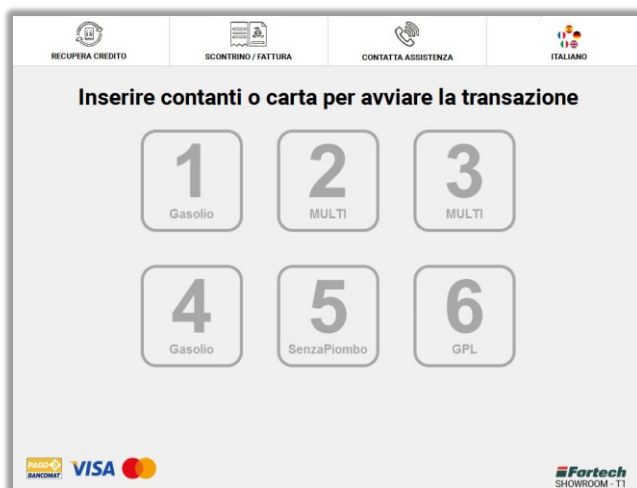 RECUPERA CREDITO
SCONTRINO / FATTURA
CONTATTA ASSISTENZA
ITALIANO
Inserire contanti o carta per avviare la transazione
1
Gasolio
2
MULTI
3
MULTI
4
Gasolio
5
SenzaPiombo
6
GPL
PAGO
BANCOMAT
VISA
Fortech
SHOWROOM - T1